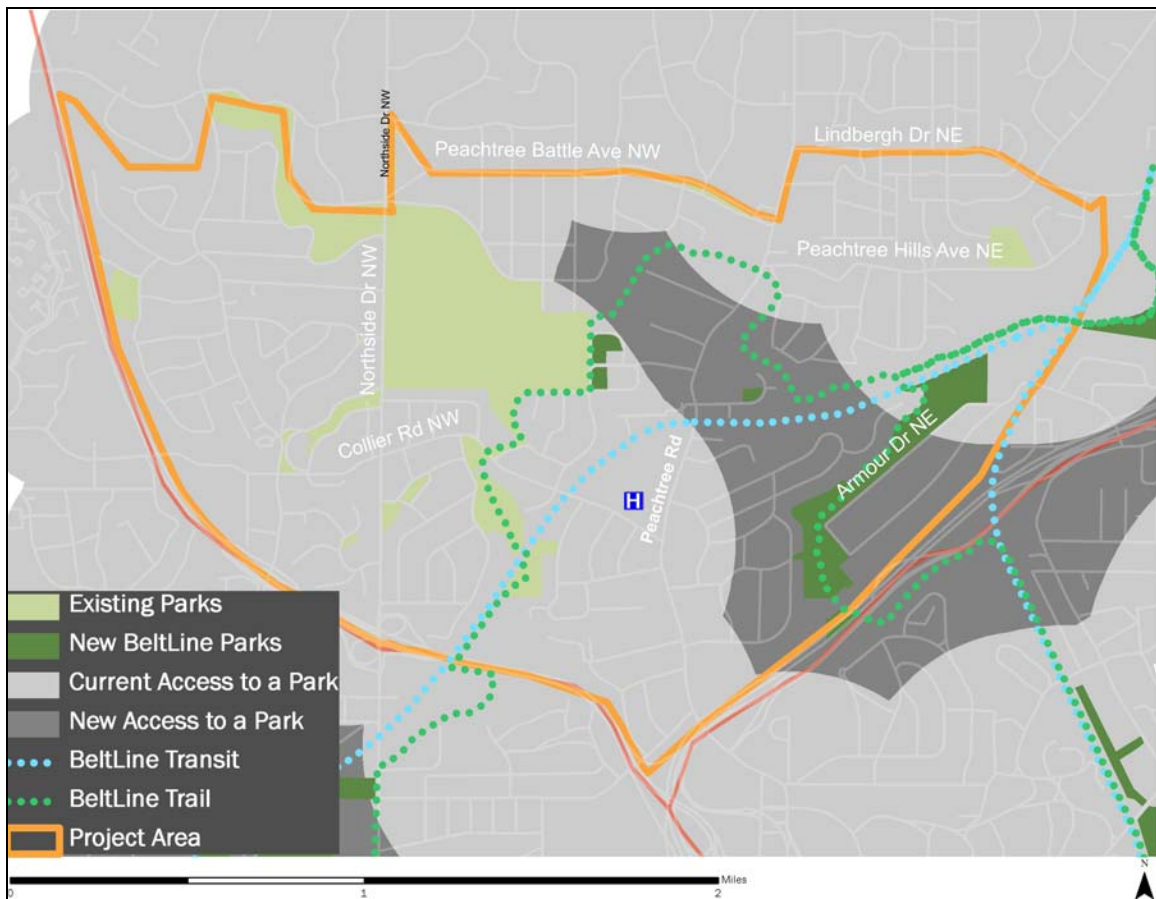 Northside Dr NW
Lindbergh Dr NE
Peachtree Battle Ave NW
Peachtree Hills Ave NE
Northside Dr NW
Collier Rd NW
Peachtree Rd
Armour Dr NE
H
Existing Parks
New BeltLine Parks
Current Access to a Park
New Access to a Park
BeltLine Transit
BeltLine Trail
Project Area
Miles
0 1 2
N